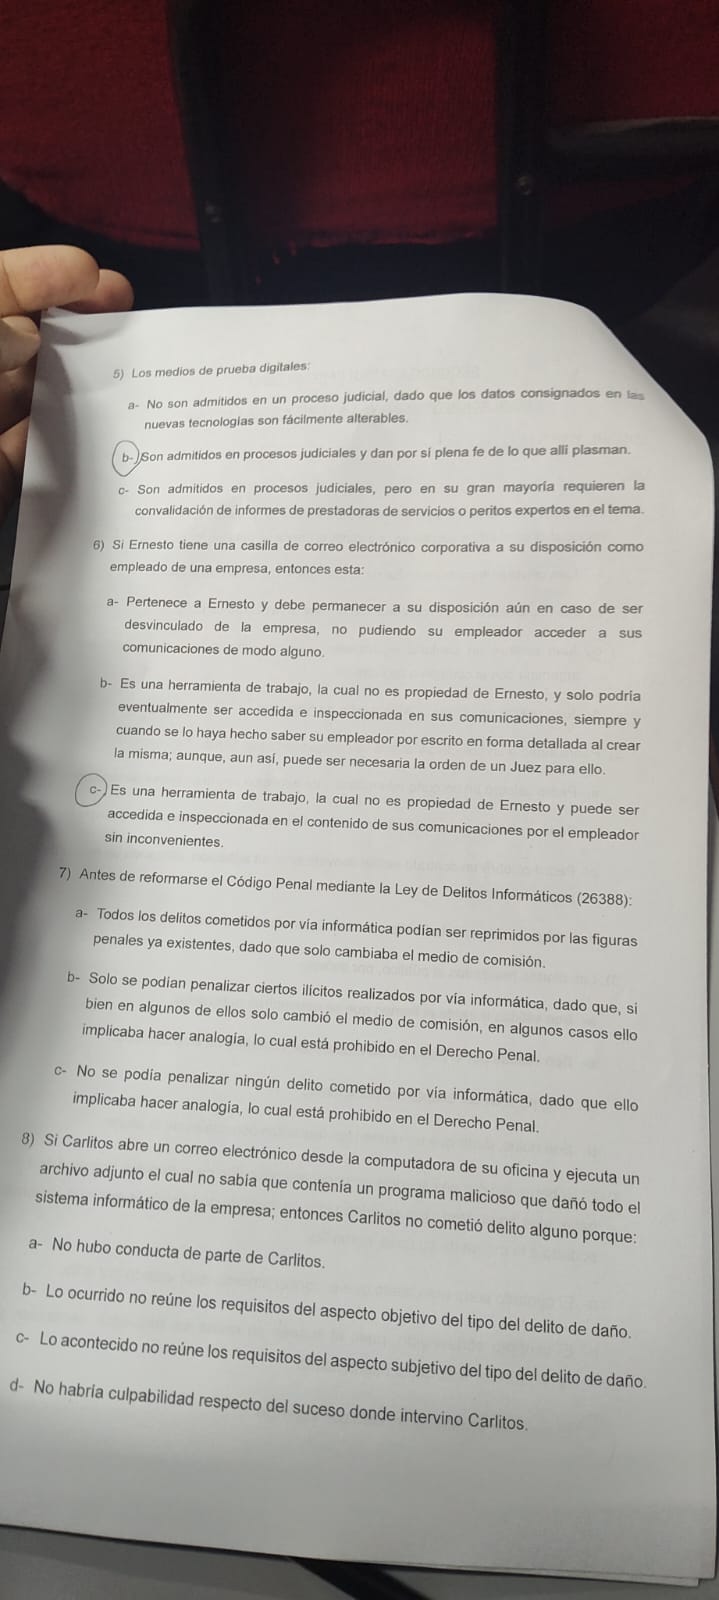 5) Los medios de prueba digitales:
a- No son admitidos en un proceso judicial, dado que los datos consignados en las
nuevas tecnologías son fácilmente alterables.
b- Son admitidos en procesos judiciales y dan por sí plena fe de lo que allí plasman.
c- Son admitidos en procesos judiciales, pero en su gran mayoría requieren la
convalidación de informes de prestadoras de servicios o peritos expertos en el tema.
6) Si Ernesto tiene una casilla de correo electrónico corporativa a su disposición como
empleado de una empresa, entonces esta:
a- Pertenece a Ernesto y debe permanecer a su disposición aún en caso de ser
desvinculado de la empresa, no pudiendo su empleador acceder a sus
comunicaciones de modo alguno.
b- Es una herramienta de trabajo, la cual no es propiedad de Ernesto, y solo podría
eventualmente ser accedida e inspeccionada en sus comunicaciones, siempre y
cuando se lo haya hecho saber su empleador por escrito en forma detallada al crear
la misma; aunque, aun así, puede ser necesaria la orden de un Juez para ello.
c- Es una herramienta de trabajo, la cual no es propiedad de Ernesto y puede ser
accedida e inspeccionada en el contenido de sus comunicaciones por el empleador
sin inconvenientes.
7) Antes de reformarse el Código Penal mediante la Ley de Delitos Informáticos (26388):
a- Todos los delitos cometidos por vía informática podían ser reprimidos por las figuras
penales ya existentes, dado que solo cambiaba el medio de comisión.
b- Solo se podían penalizar ciertos ilícitos realizados por vía informática, dado que, si
bien en algunos de ellos solo cambió el medio de comisión, en algunos casos ello
implicaba hacer analogía, lo cual está prohibido en el Derecho Penal.
c- No se podía penalizar ningún delito cometido por vía informática, dado que ello
implicaba hacer analogía, lo cual está prohibido en el Derecho Penal.
8) Si Carlitos abre un correo electrónico desde la computadora de su oficina y ejecuta un
archivo adjunto el cual no sabía que contenía un programa malicioso que dañó todo el
sistema informático de la empresa; entonces Carlitos no cometió delito alguno porque:
a- No hubo conducta de parte de Carlitos.
b- Lo ocurrido no reúne los requisitos del aspecto objetivo del tipo del delito de daño.
c- Lo acontecido no reúne los requisitos del aspecto subjetivo del tipo del delito de daño.
d- No habría culpabilidad respecto del suceso donde intervino Carlitos.